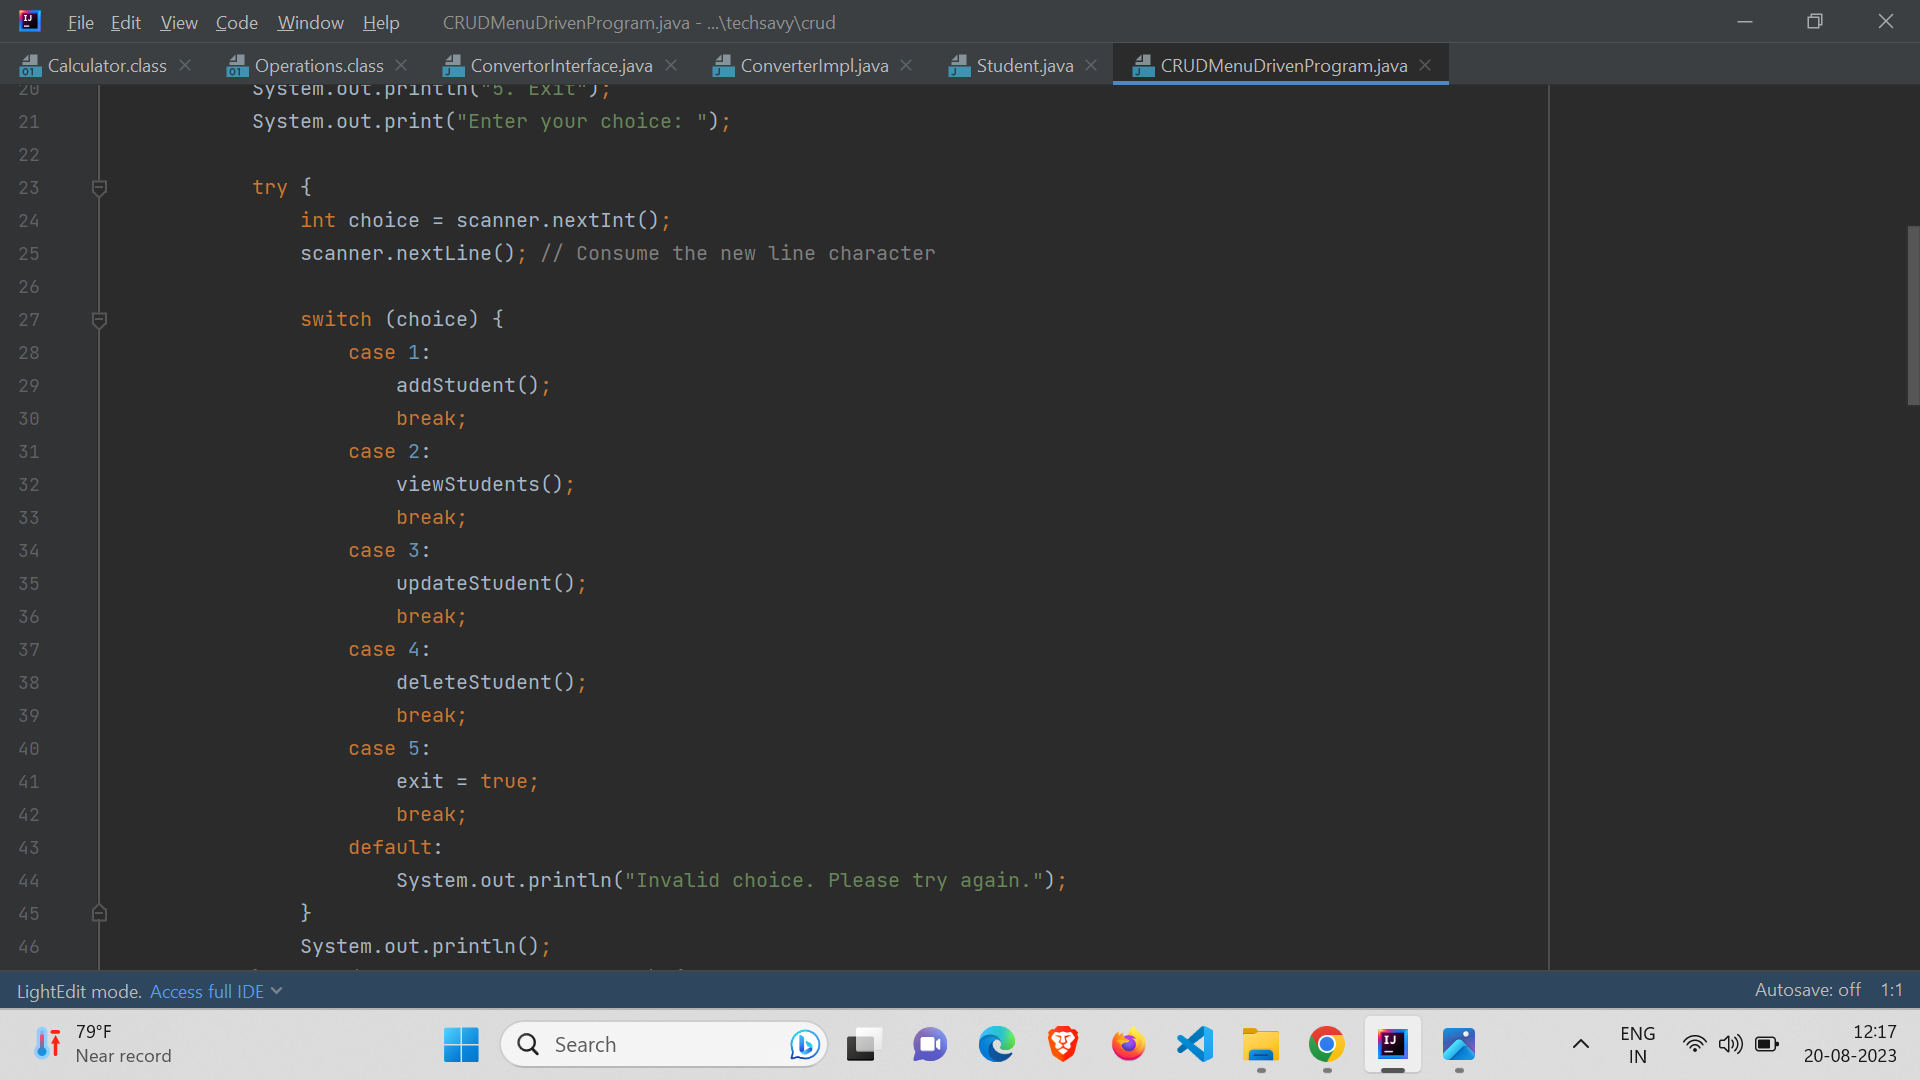 File Edit View Code Window Help CRUDMenuDrivenProgram.java - ...\techsavy\crud
Calculator.class Operations.class ConvertorInterface.java ConverterImpl.java Student.java CRUDMenuDrivenProgram.java
20 System.out.println("5. Exit");
21 System.out.print("Enter your choice: ");
22
23 try {
24 int choice = scanner.nextInt();
25 scanner.nextLine(); // Consume the new line character
26
27 switch (choice) {
28 case 1:
29 addStudent();
30 break;
31 case 2:
32 viewStudents();
33 break;
34 case 3:
35 updateStudent();
36 break;
37 case 4:
38 deleteStudent();
39 break;
40 case 5:
41 exit = true;
42 break;
43 default:
44 System.out.println("Invalid choice. Please try again.");
45 }
46 System.out.println();
LightEdit mode. Access full IDE Autosave: off 1:1
79°F
Near record
Search
ENG
IN
12:17
20-08-2023